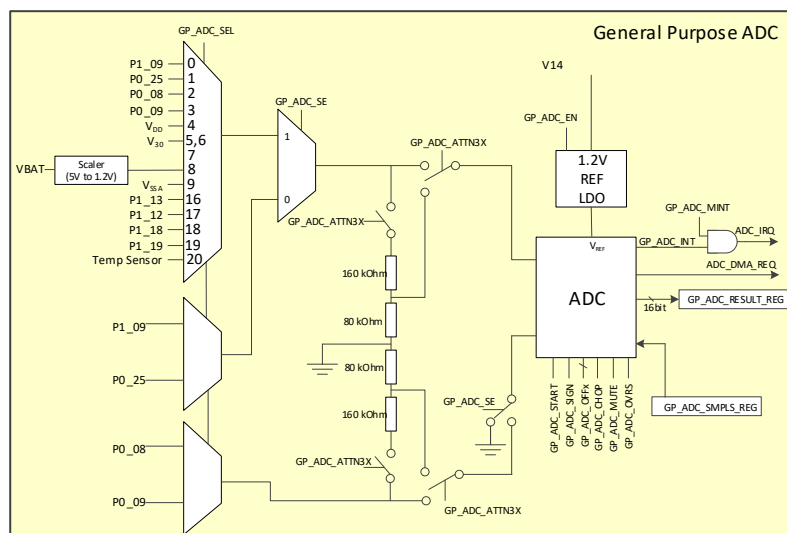 General Purpose ADC
GP_ADC_SEL
P1_09 0
P0_25 1
P0_08 2
P0_09 3
VDD 4
V30 5,6
7
VBAT
Scaler
(5V to 1.2V)
8
VSSA 9
P1_13 16
P1_12 17
P1_18 18
P1_19 19
Temp Sensor 20
GP_ADC_SE
1
0
GP_ADC_ATTN3X
GP_ADC_ATTN3X
160 kOhm
80 kOhm
80 kOhm
160 kOhm
GP_ADC_ATTN3X
GP_ADC_ATTN3X
GP_ADC_SE
P1_09
P0_25
P0_08
P0_09
V14
GP_ADC_EN
1.2V
REF
LDO
VREF
ADC
GP_ADC_MINT
GP_ADC_INT
ADC_IRQ
ADC_DMA_REQ
16bit
GP_ADC_RESULT_REG
GP_ADC_SMPLS_REG
GP_ADC_START
GP_ADC_SIGN
GP_ADC_OFFx
GP_ADC_CHOP
GP_ADC_MUTE
GP_ADC_OVRS